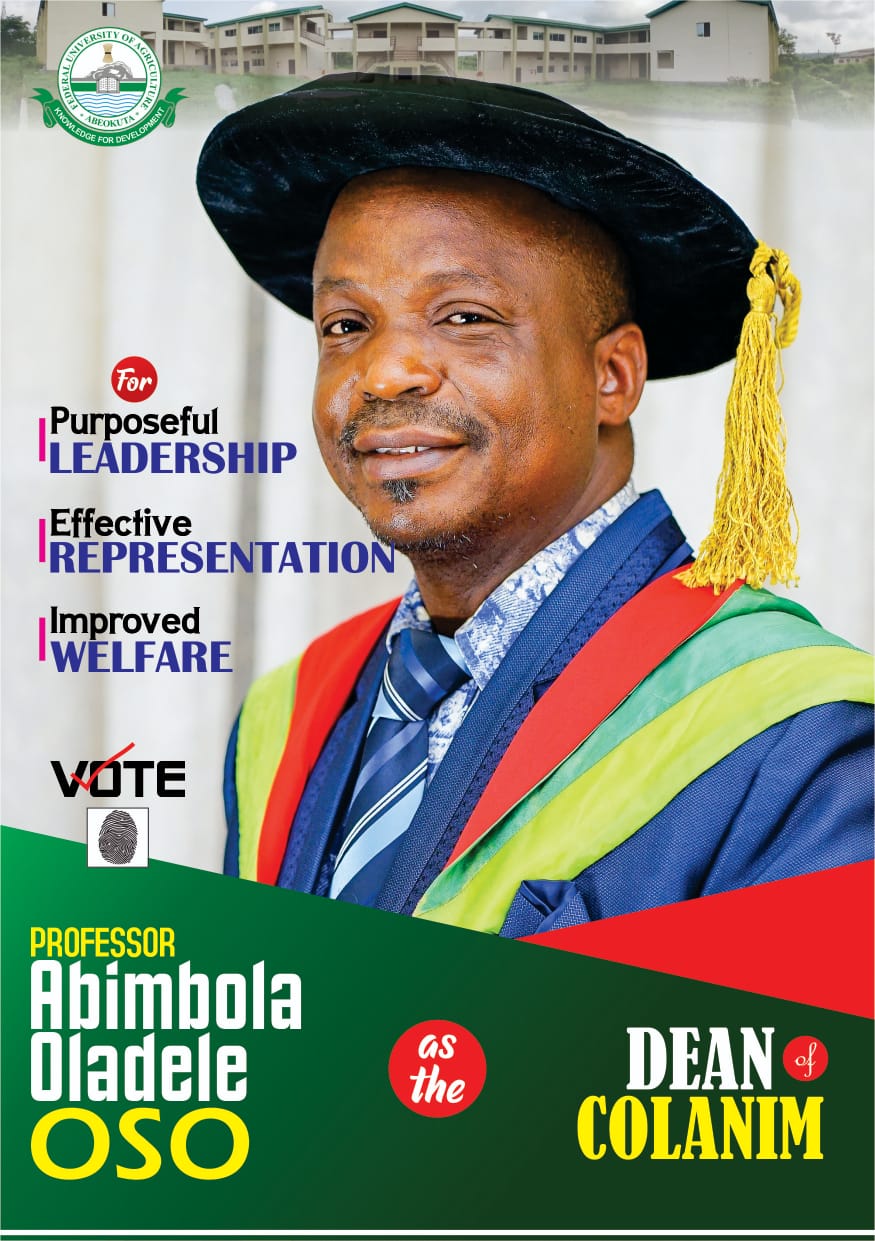 FEDERAL UNIVERSITY OF AGRICULTURE
ABEOKUTA
KNOWLEDGE FOR DEVELOPMENT
For
Purposeful
LEADERSHIP
Effective
REPRESENTATION
Improved
WELFARE
VOTE
PROFESSOR
Abimbola
Oladele
OSO
as
the
DEAN of
COLANIM